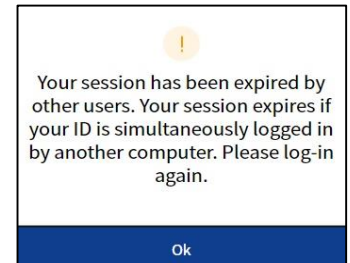 !
Your session has been expired by
other users. Your session expires if
your ID is simultaneously logged in
by another computer. Please log-in
again.
Ok